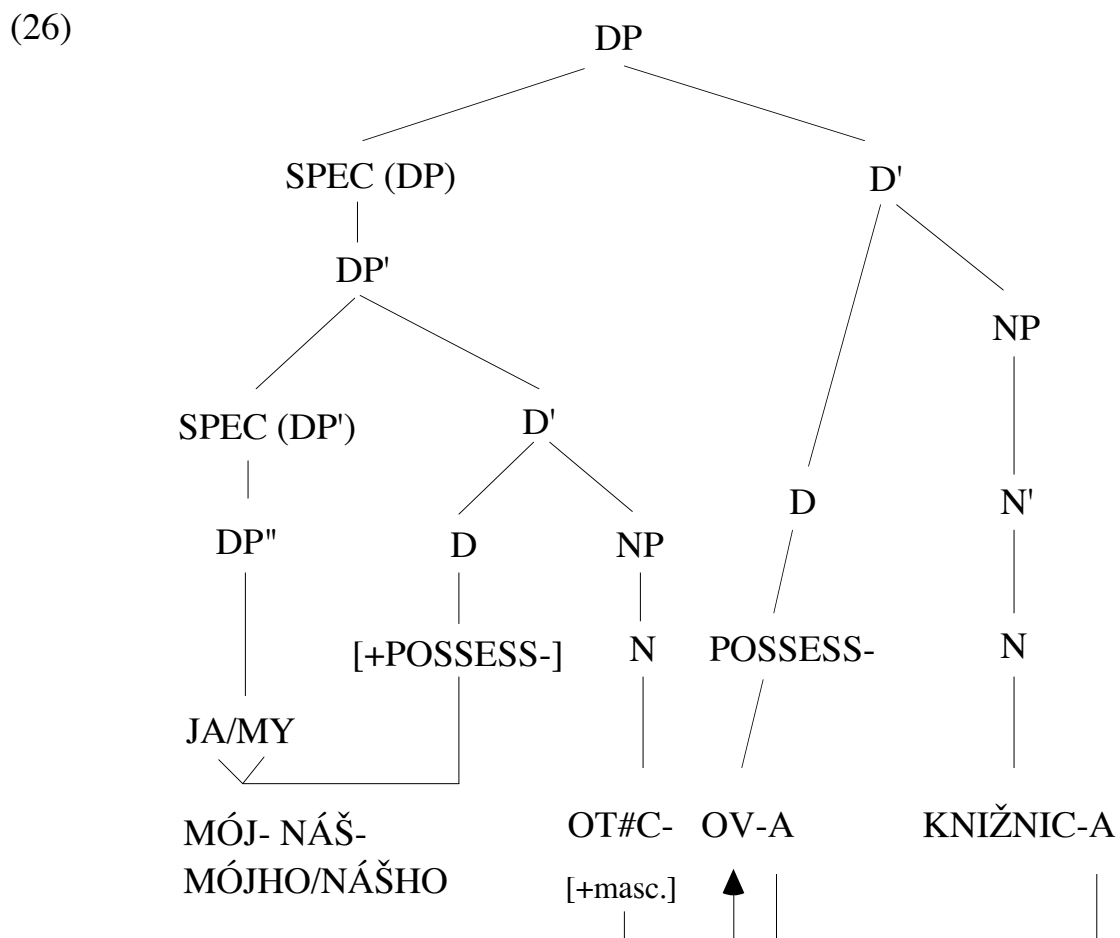 (26)
DP
SPEC (DP) D'
DP'
NP
SPEC (DP') D'
D N'
DP" D NP
[+POSSESS-] N POSSESS- N
JA/MY
MÓJ- NÁŠ- OT#C- OV-A KNIŽNIC-A
MÓJHO/NÁŠHO [+masc.]